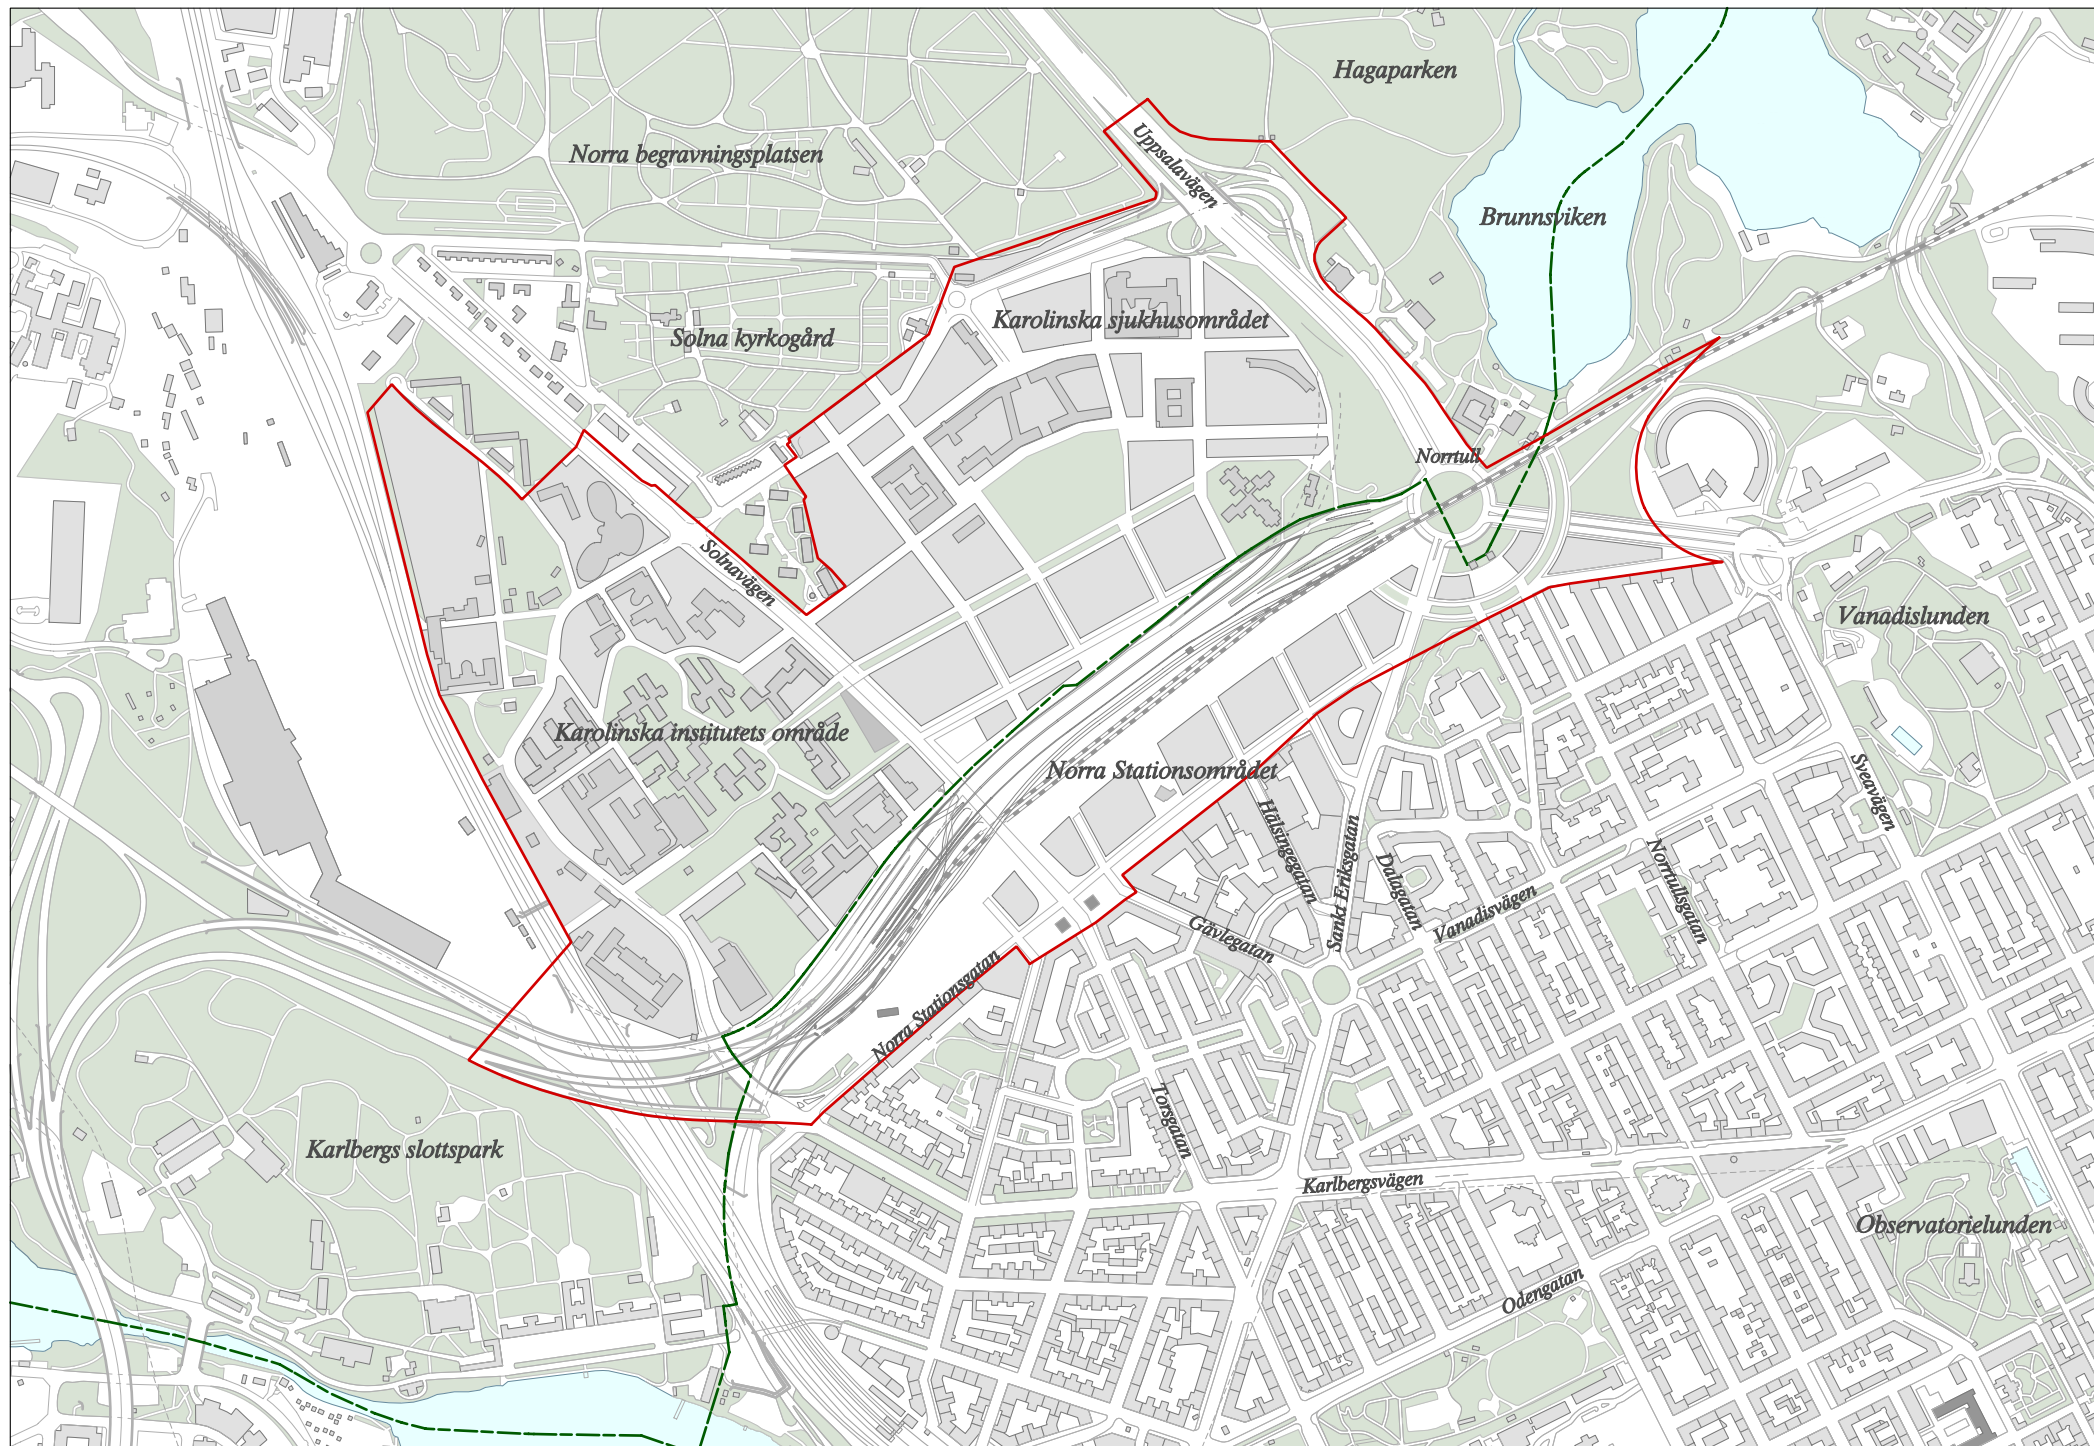 Hagaparken
Uppsalavägen
Norra begravningsplatsen
Brunnsviken
Karolinska sjukhusområdet
Solna kyrkogård
Norrtull
Solnavägen
Vanadislunden
Karolinska institutets område
Norra Stationsområdet
Sveavägen
Hälsingegatan
Sankt Eriksgatan
Dalagatan
Norrtullsgatan
Vanadisvägen
Gävlegatan
Norra Stationsgatan
Torsgatan
Karlbergs slottspark
Karlbergsvägen
Observatorielunden
Odengatan